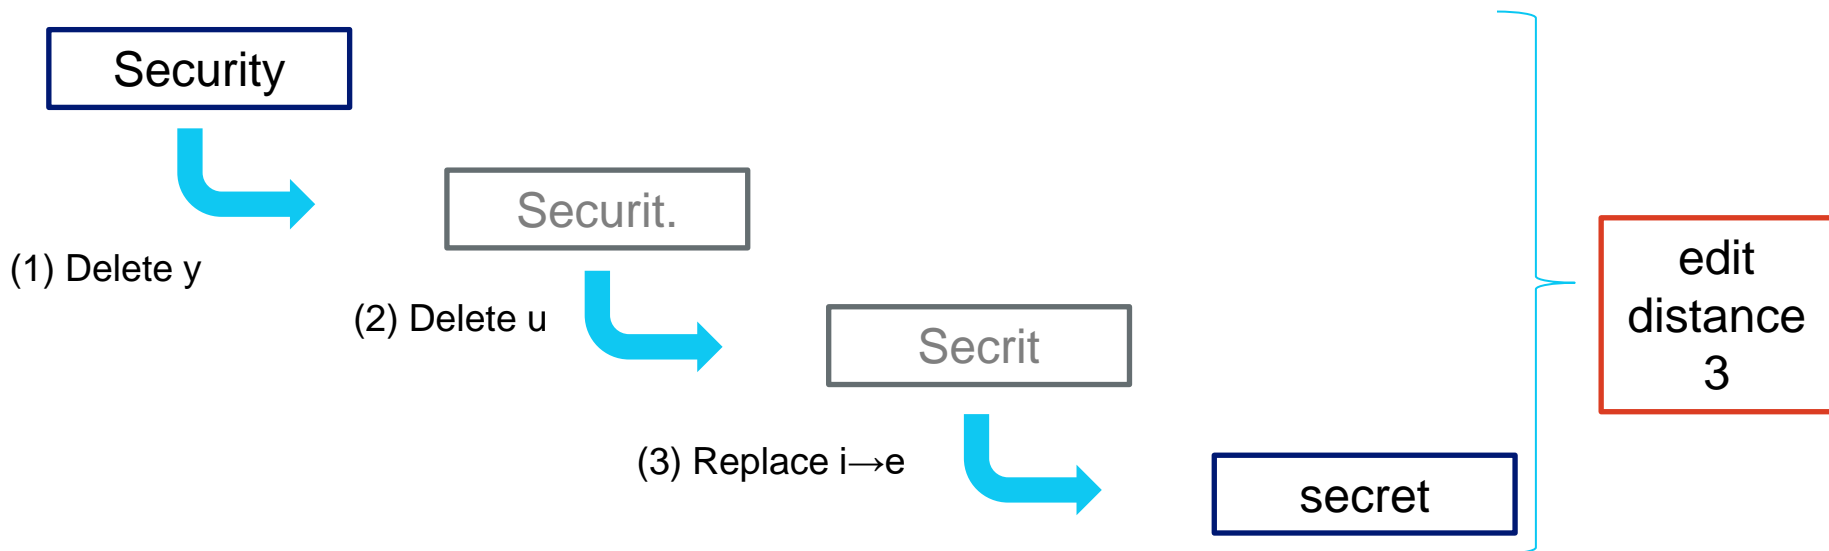 Security
(1) Delete y
Securit.
(2) Delete u
Secrit
(3) Replace i→e
secret
edit
distance
3